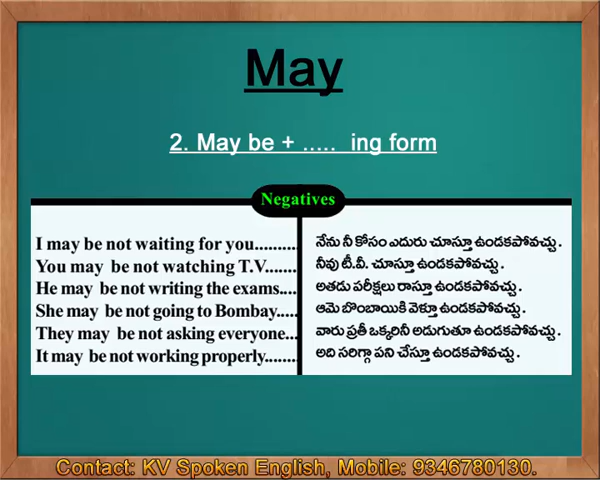 May
2. May be + ..... ing form
Negatives
I may be not waiting for you..........
నేను నీ కోసం ఎదురు చూస్తూ ఉండకపోవచ్చు.
You may be not watching T.V.......
నీవు టీ.వీ. చూస్తూ ఉండకపోవచ్చు.
He may be not writing the exams....
అతడు పరీక్షలు రాస్తూ ఉండకపోవచ్చు.
She may be not going to Bombay.....
ఆమె బొంబాయికి వెళ్తూ ఉండకపోవచ్చు.
They may be not asking everyone...
వారు ప్రతీ ఒక్కరినీ అడుగుతూ ఉండకపోవచ్చు.
It may be not working properly.......
అది సరిగ్గా పని చేస్తూ ఉండకపోవచ్చు.
Contact: KV Spoken English, Mobile: 9346780130.